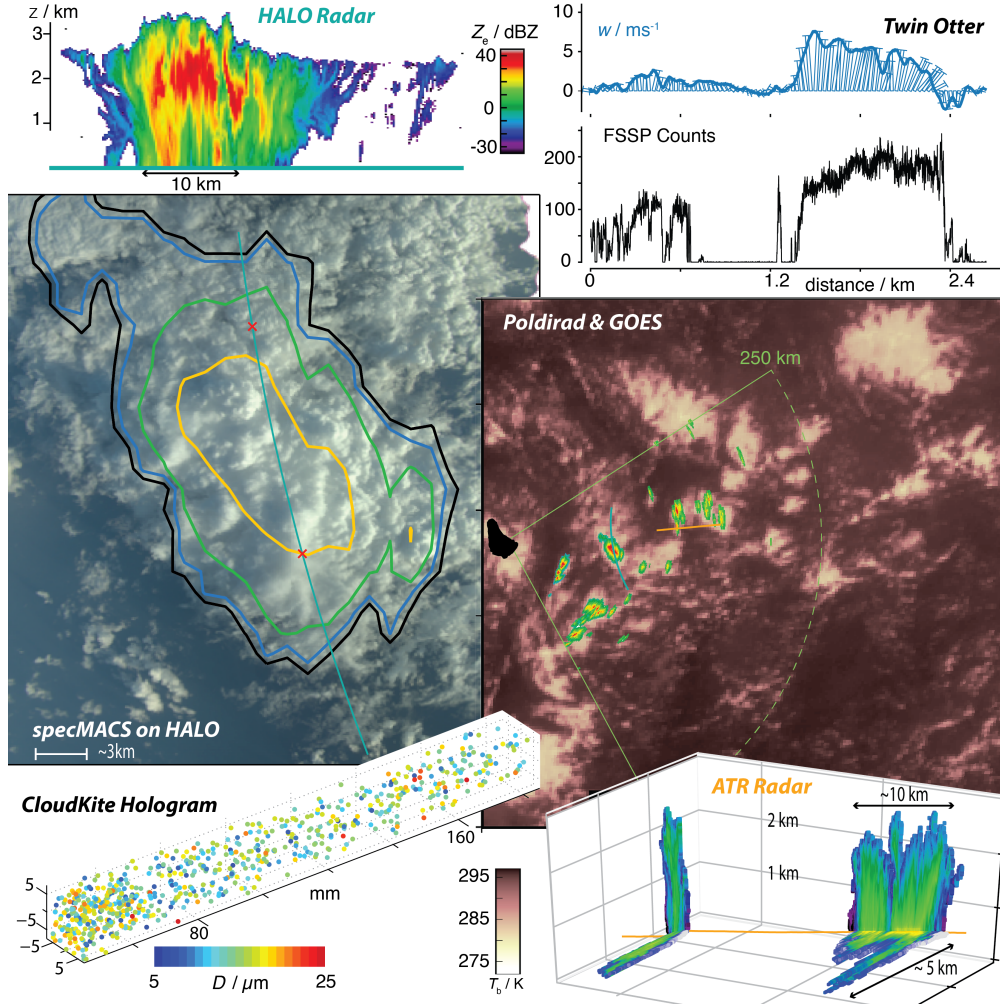 HALO Radar
z / km
3
2
1
10 km
Ze / dBZ
40
0
-30
Twin Otter
w / ms-1
10
5
0
FSSP Counts
200
100
0
0
1.2
2.4
distance / km
specMACS on HALO
~3km
Poldirad & GOES
250 km
CloudKite Hologram
5
−5
−5
5
80
160
mm
5
D / μm
25
295
285
275
Tb / K
ATR Radar
~10 km
2 km
1 km
~ 5 km